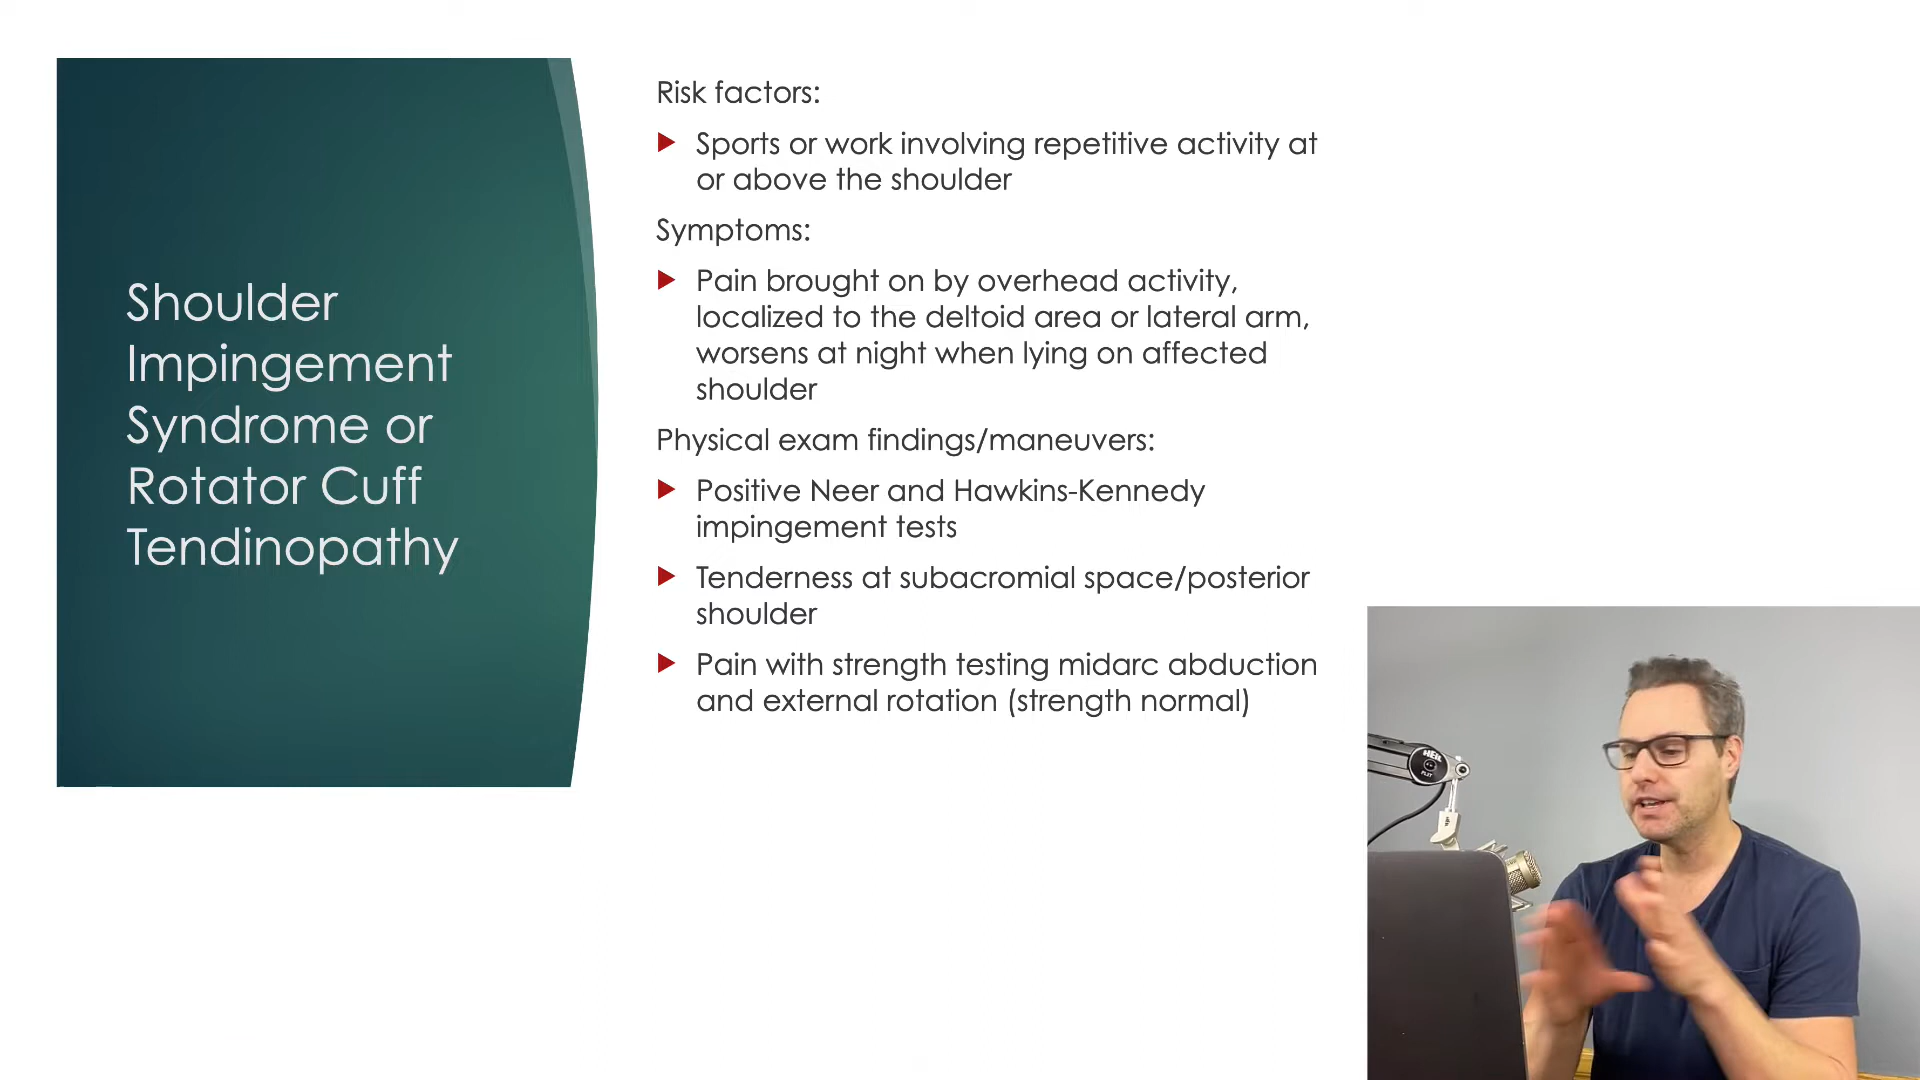 Shoulder
Impingement
Syndrome or
Rotator Cuff
Tendinopathy
Risk factors:
Sports or work involving repetitive activity at
or above the shoulder
Symptoms:
Pain brought on by overhead activity,
localized to the deltoid area or lateral arm,
worsens at night when lying on affected
shoulder
Physical exam findings/maneuvers:
Positive Neer and Hawkins-Kennedy
impingement tests
Tenderness at subacromial space/posterior
shoulder
Pain with strength testing midarc abduction
and external rotation (strength normal)
HEIL